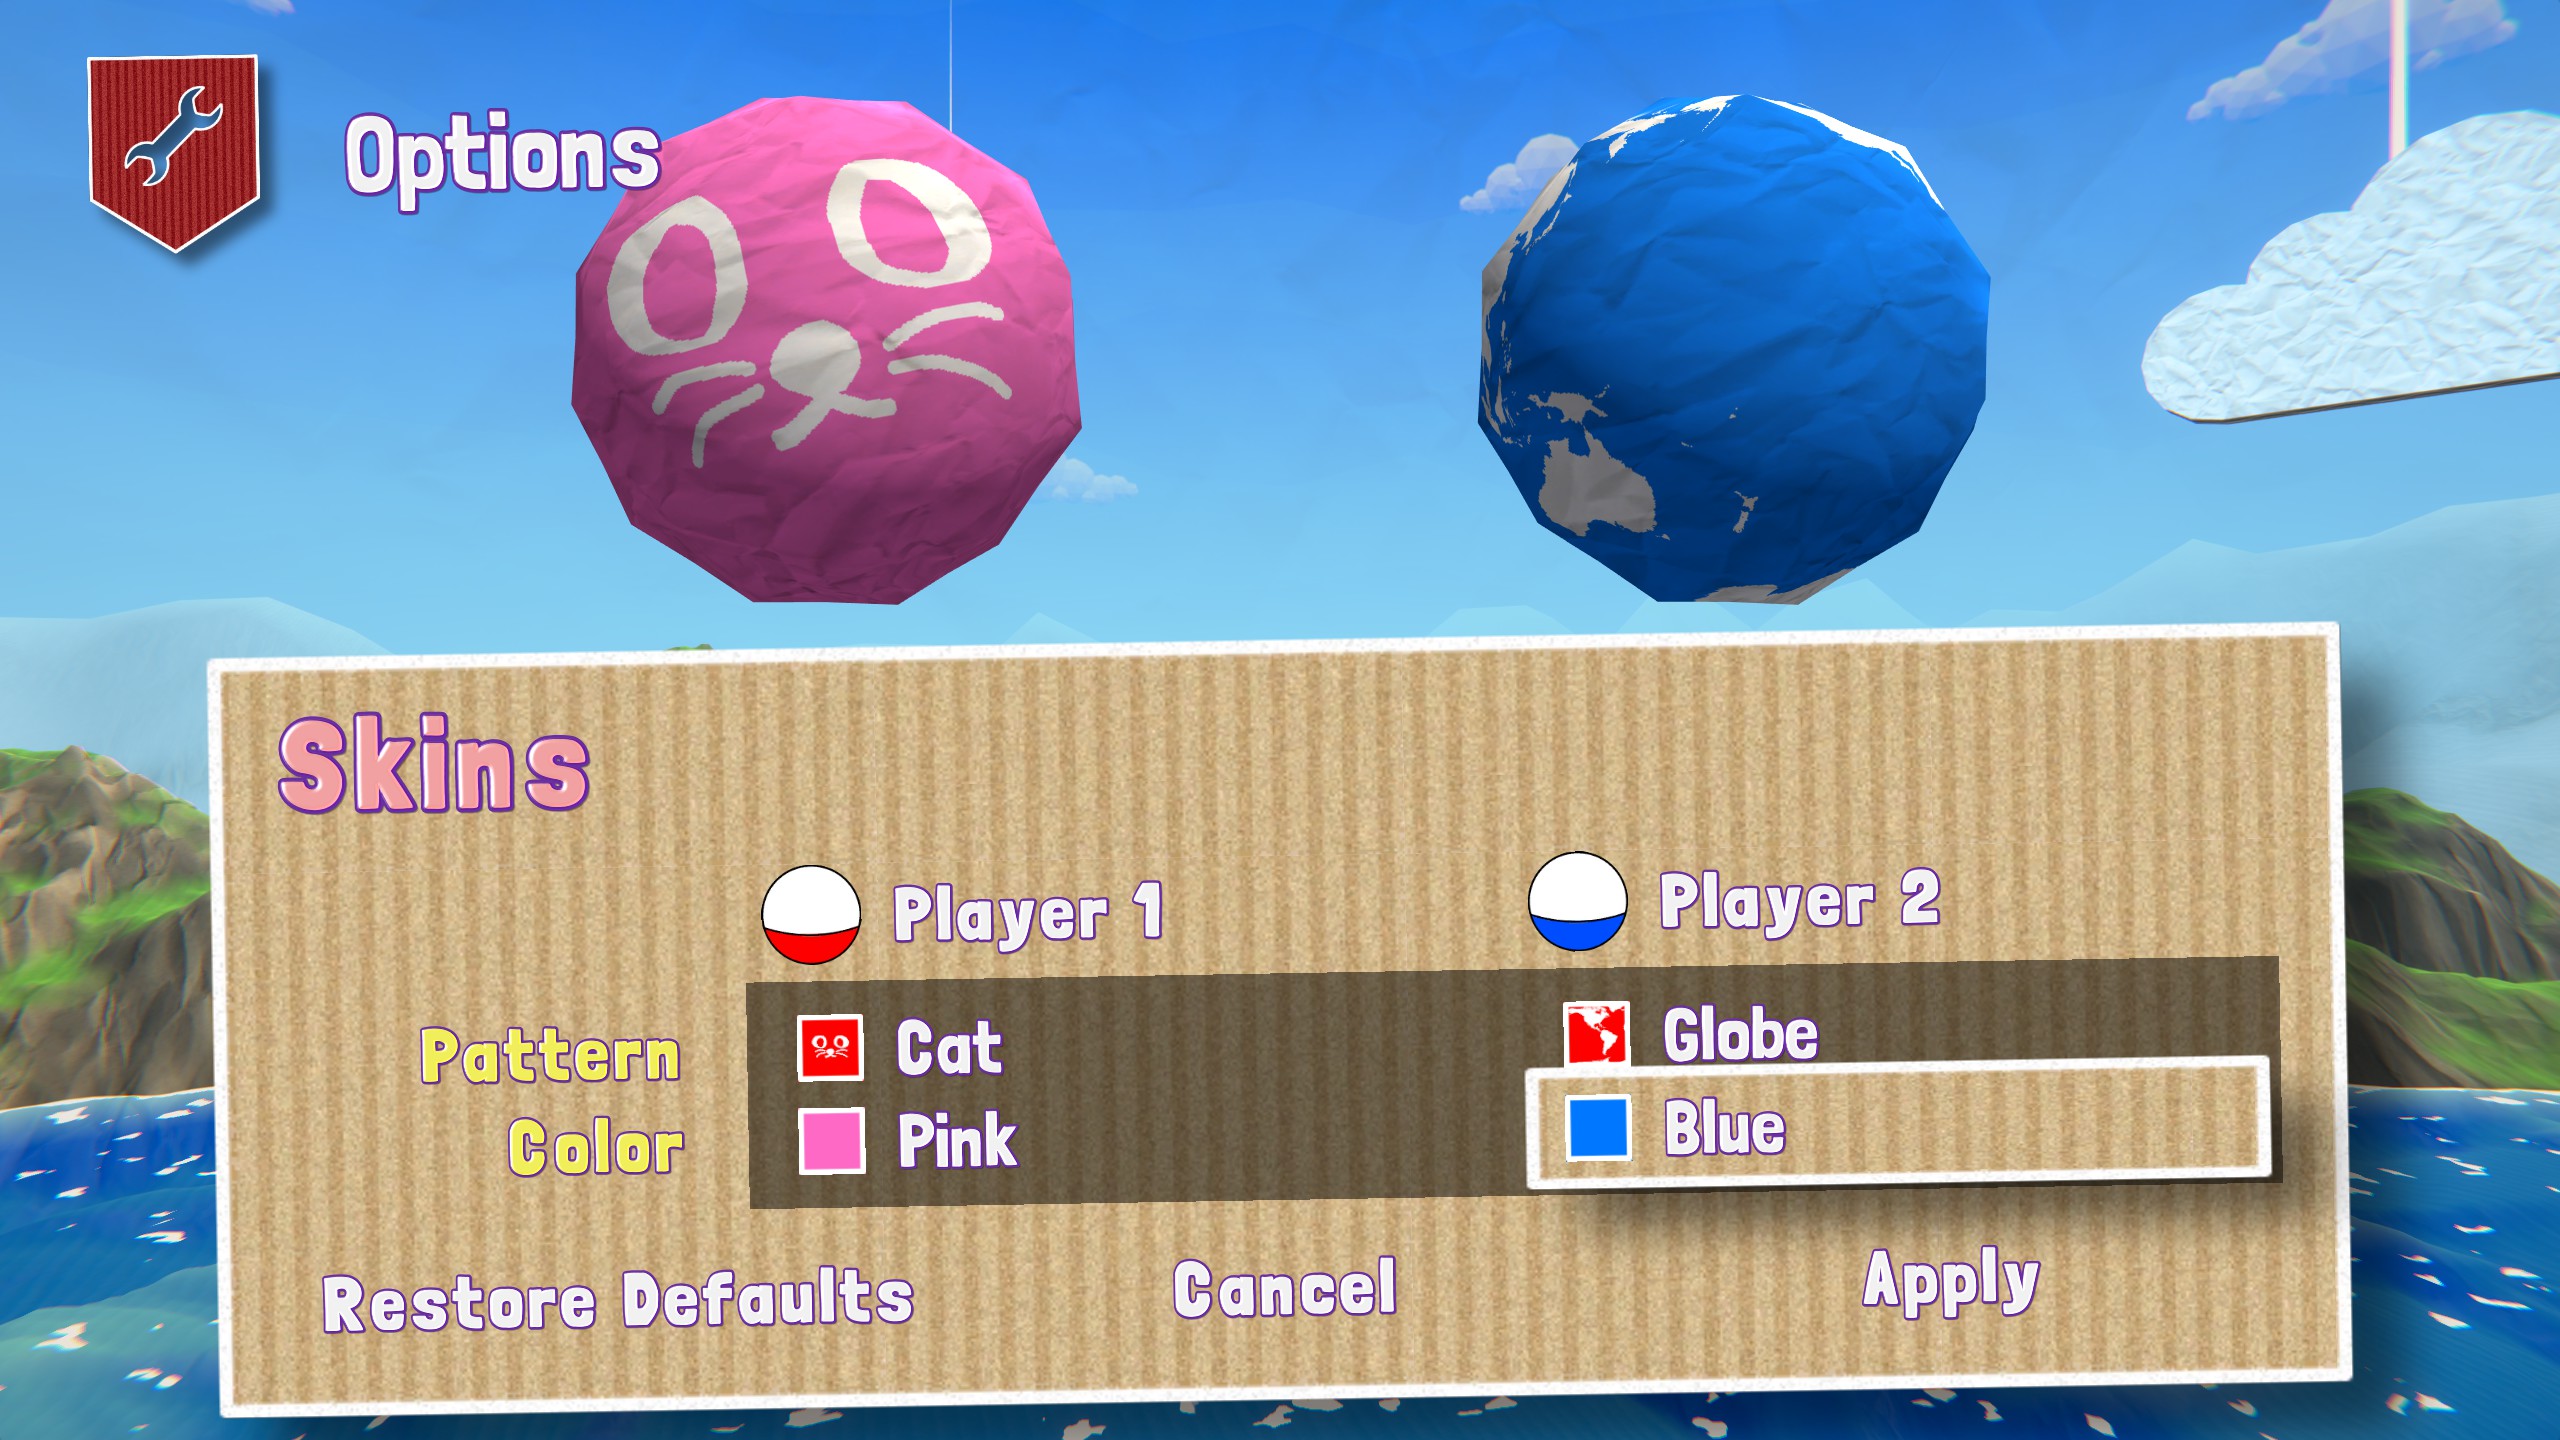 Options
Skins
Player 1
Player 2
Pattern
Cat
Globe
Color
Pink
Blue
Restore Defaults
Cancel
Apply